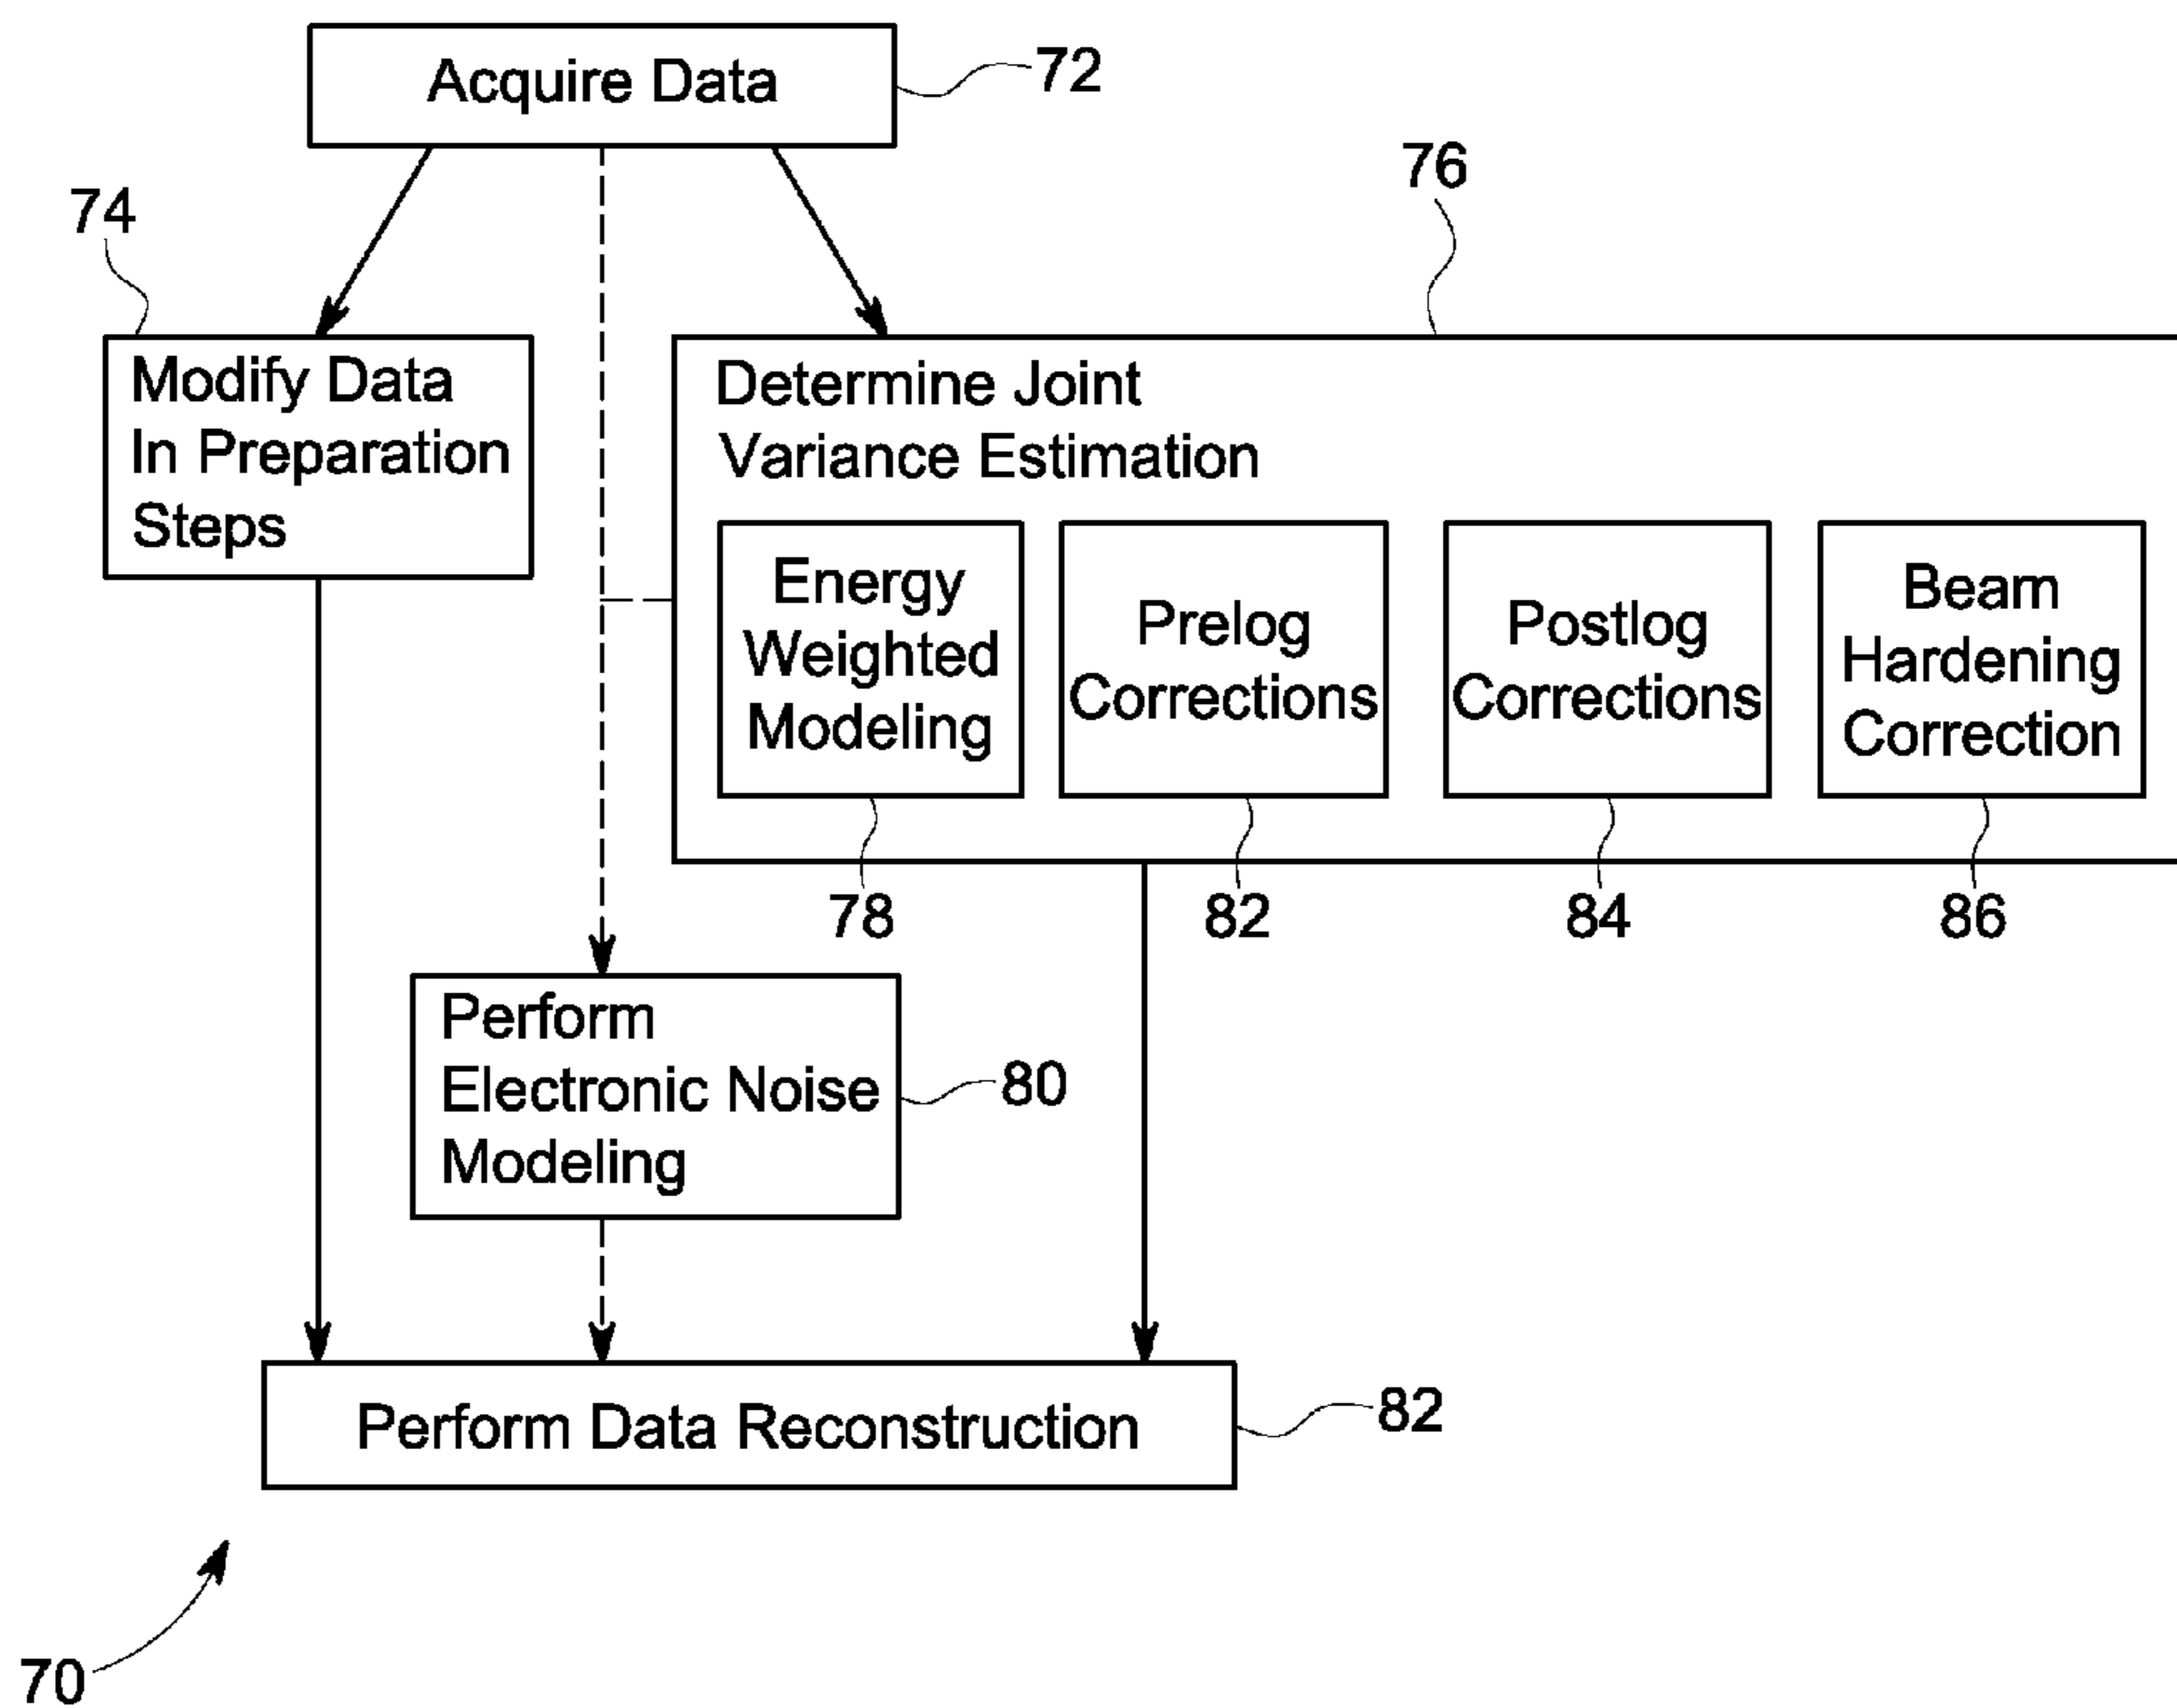 Acquire Data
72
74
76
Modify Data
In Preparation
Steps
Determine Joint
Variance Estimation
Energy
Weighted
Modeling
Prelog
Corrections
Postlog
Corrections
Beam
Hardening
Correction
78
82
84
86
Perform
Electronic Noise
Modeling
80
Perform Data Reconstruction
82
70